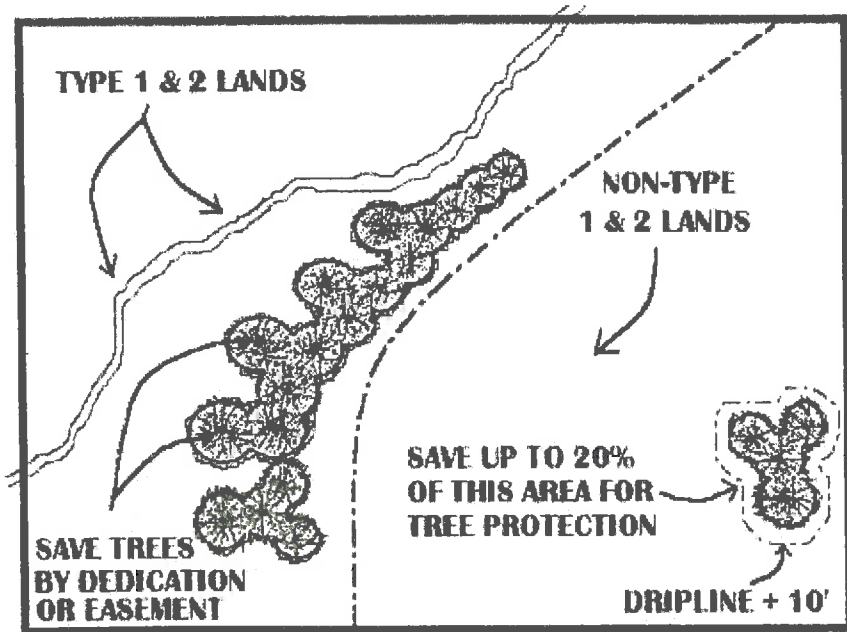 TYPE 1 & 2 LANDS
NON-TYPE
1 & 2 LANDS
SAVE UP TO 20%
OF THIS AREA FOR
TREE PROTECTION
SAVE TREES
BY DEDICATION
OR EASEMENT
DRIPLINE + 10'